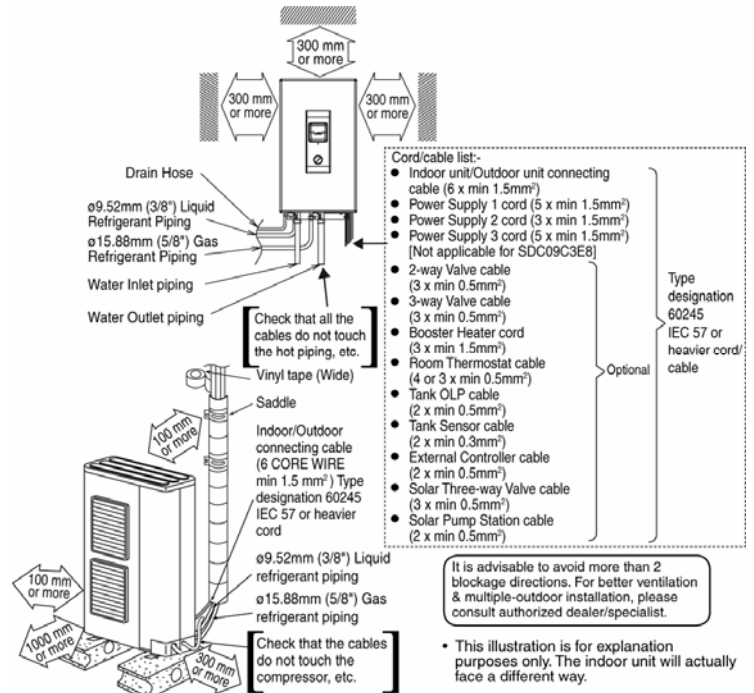 300 mm
or more
300 mm
or more
300 mm
or more
Drain Hose
ø9.52mm (3/8") Liquid
Refrigerant Piping
ø15.88mm (5/8") Gas
Refrigerant Piping
Water Inlet piping
Water Outlet piping
Check that all the
cables do not touch
the hot piping, etc.
Cord/cable list:-
● Indoor unit/Outdoor unit connecting
cable (6 x min 1.5mm²)
● Power Supply 1 cord (5 x min 1.5mm²)
● Power Supply 2 cord (3 x min 1.5mm²)
● Power Supply 3 cord (5 x min 1.5mm²)
[Not applicable for SDC09C3E8]
● 2-way Valve cable
(3 x min 0.5mm²)
● 3-way Valve cable
(3 x min 0.5mm²)
● Booster Heater cord
(3 x min 1.5mm²)
● Room Thermostat cable
(4 or 3 x min 0.5mm²)
● Tank OLP cable
(2 x min 0.5mm²)
● Tank Sensor cable
(2 x min 0.3mm²)
● External Controller cable
(2 x min 0.5mm²)
● Solar Three-way Valve cable
(3 x min 0.5mm²)
● Solar Pump Station cable
(2 x min 0.5mm²)
Optional
Type
designation
60245
IEC 57 or
heavier cord/
cable
Vinyl tape (Wide)
Saddle
Indoor/Outdoor
connecting cable
(6 CORE WIRE
min 1.5 mm²) Type
designation 60245
IEC 57 or heavier
cord
100 mm
or more
ø9.52mm (3/8") Liquid
refrigerant piping
ø15.88mm (5/8") Gas
refrigerant piping
100 mm
or more
1000 mm
or more
300 mm
or more
Check that the cables
do not touch the
compressor, etc.
It is advisable to avoid more than 2
blockage directions. For better ventilation
& multiple-outdoor installation, please
consult authorized dealer/specialist.
• This illustration is for explanation
purposes only. The indoor unit will actually
face a different way.